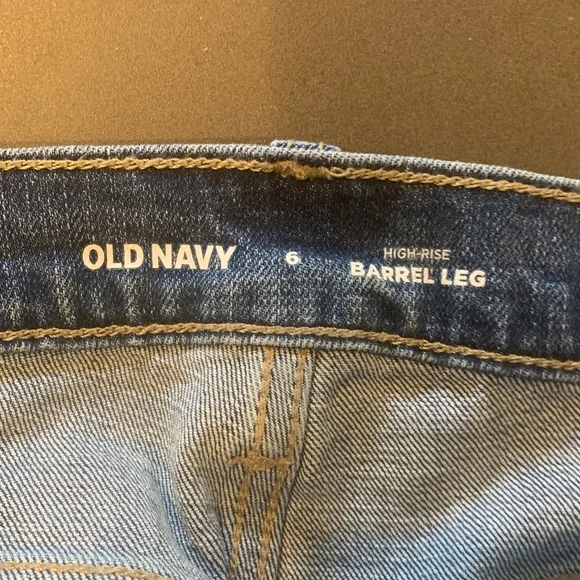 OLD NAVY
6
HIGH-RISE
BARREL LEG